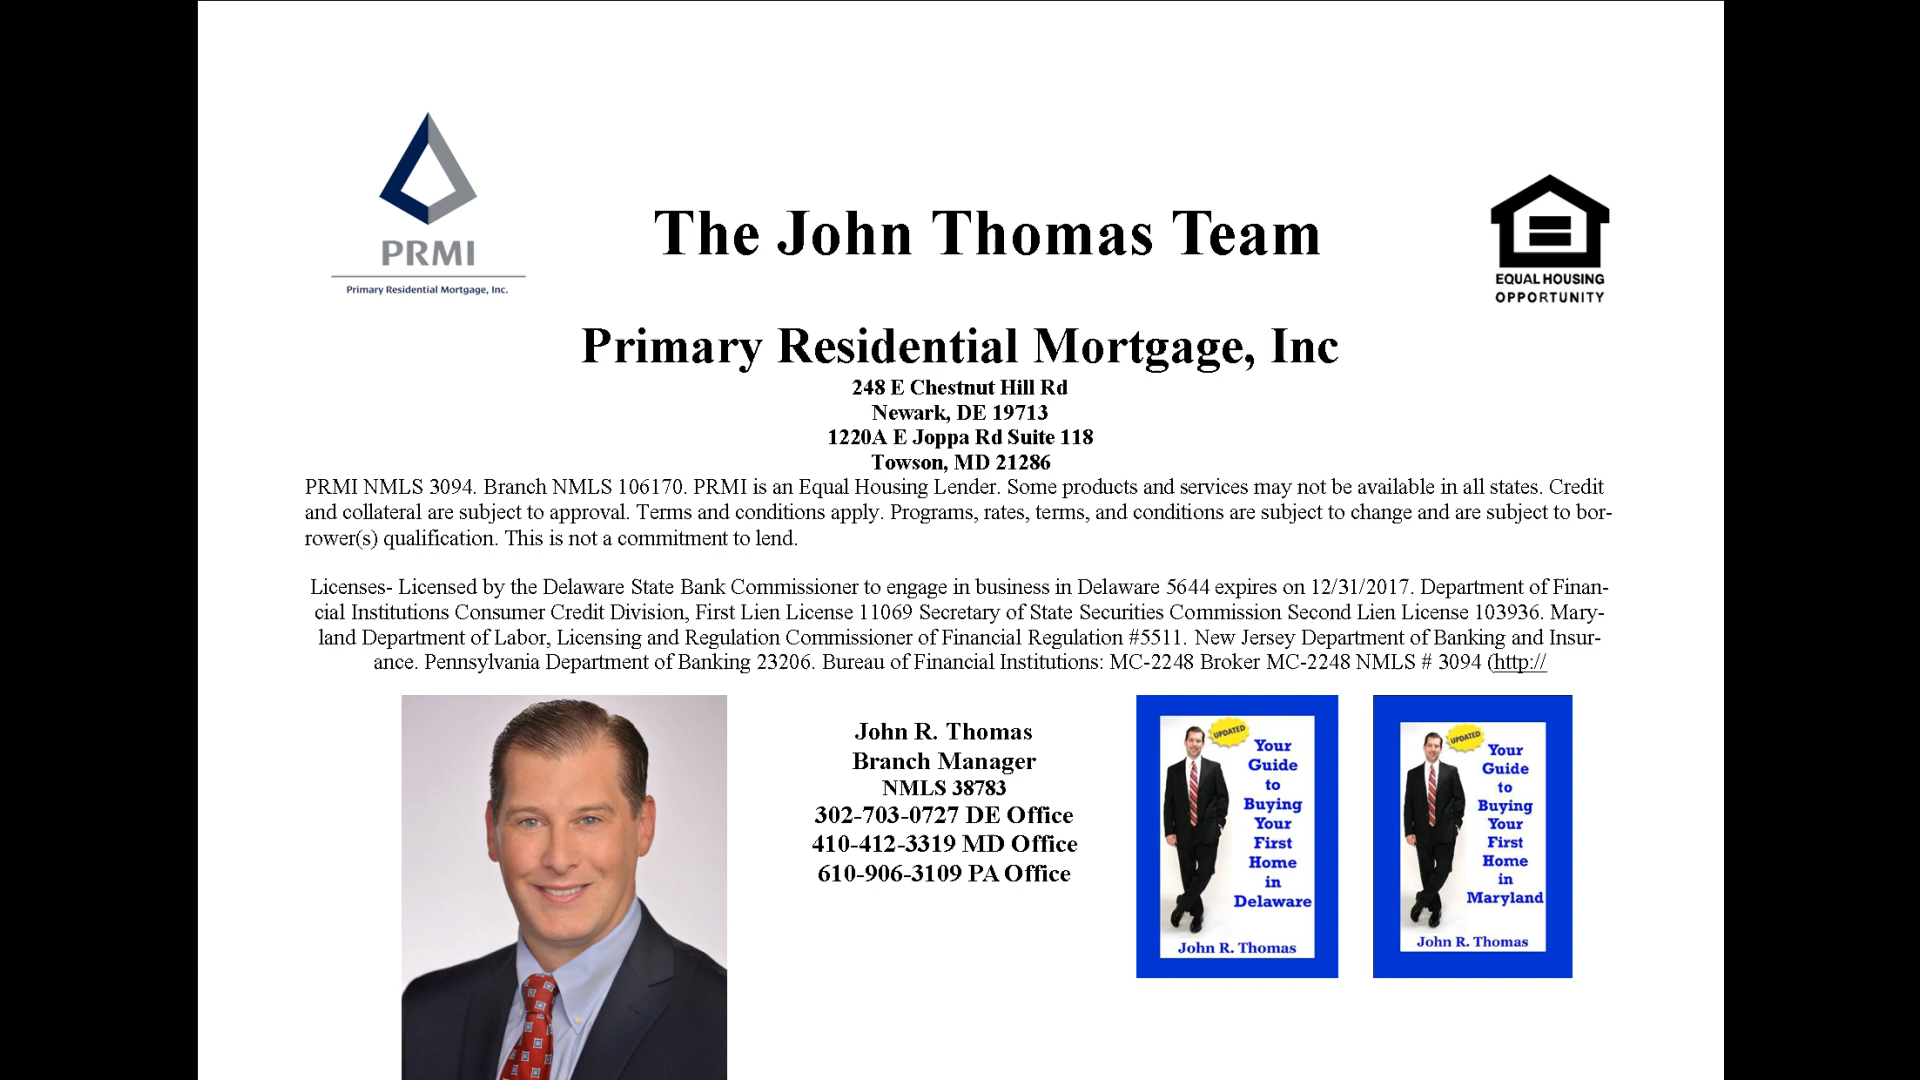 PRMI
Primary Residential Mortgage, Inc.
The John Thomas Team
EQUAL HOUSING
OPPORTUNITY
Primary Residential Mortgage, Inc
248 E Chestnut Hill Rd
Newark, DE 19713
1220A E Joppa Rd Suite 118
Towson, MD 21286
PRMI NMLS 3094. Branch NMLS 106170. PRMI is an Equal Housing Lender. Some products and services may not be available in all states. Credit
and collateral are subject to approval. Terms and conditions apply. Programs, rates, terms, and conditions are subject to change and are subject to bor-
rower(s) qualification. This is not a commitment to lend.
Licenses- Licensed by the Delaware State Bank Commissioner to engage in business in Delaware 5644 expires on 12/31/2017. Department of Finan-
cial Institutions Consumer Credit Division, First Lien License 11069 Secretary of State Securities Commission Second Lien License 103936. Mary-
land Department of Labor, Licensing and Regulation Commissioner of Financial Regulation #5511. New Jersey Department of Banking and Insur-
ance. Pennsylvania Department of Banking 23206. Bureau of Financial Institutions: MC-2248 Broker MC-2248 NMLS # 3094 (http://
John R. Thomas
Branch Manager
NMLS 38783
302-703-0727 DE Office
410-412-3319 MD Office
610-906-3109 PA Office
UPDATED
Your
Guide
to
Buying
Your
First
Home
in
Delaware
John R. Thomas
UPDATED
Your
Guide
to
Buying
Your
First
Home
in
Maryland
John R. Thomas